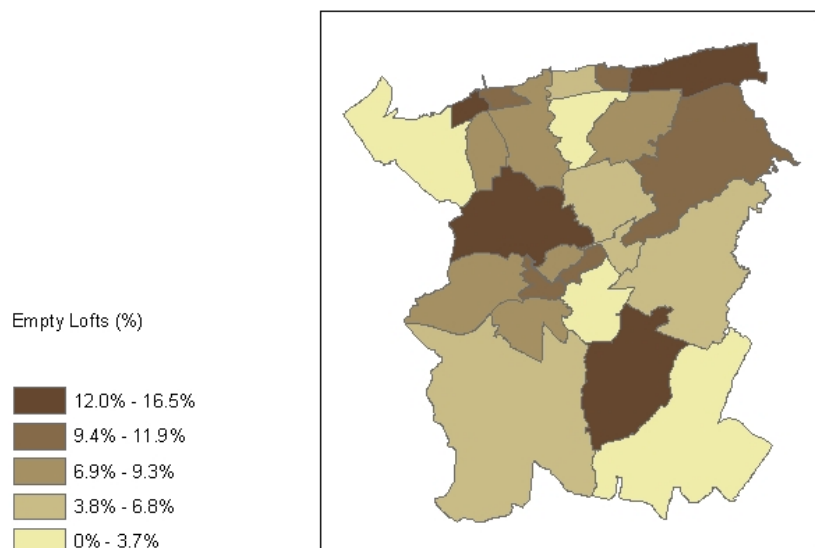 Empty Lofts (%)
12.0% - 16.5%
9.4% - 11.9%
6.9% - 9.3%
3.8% - 6.8%
0% - 3.7%